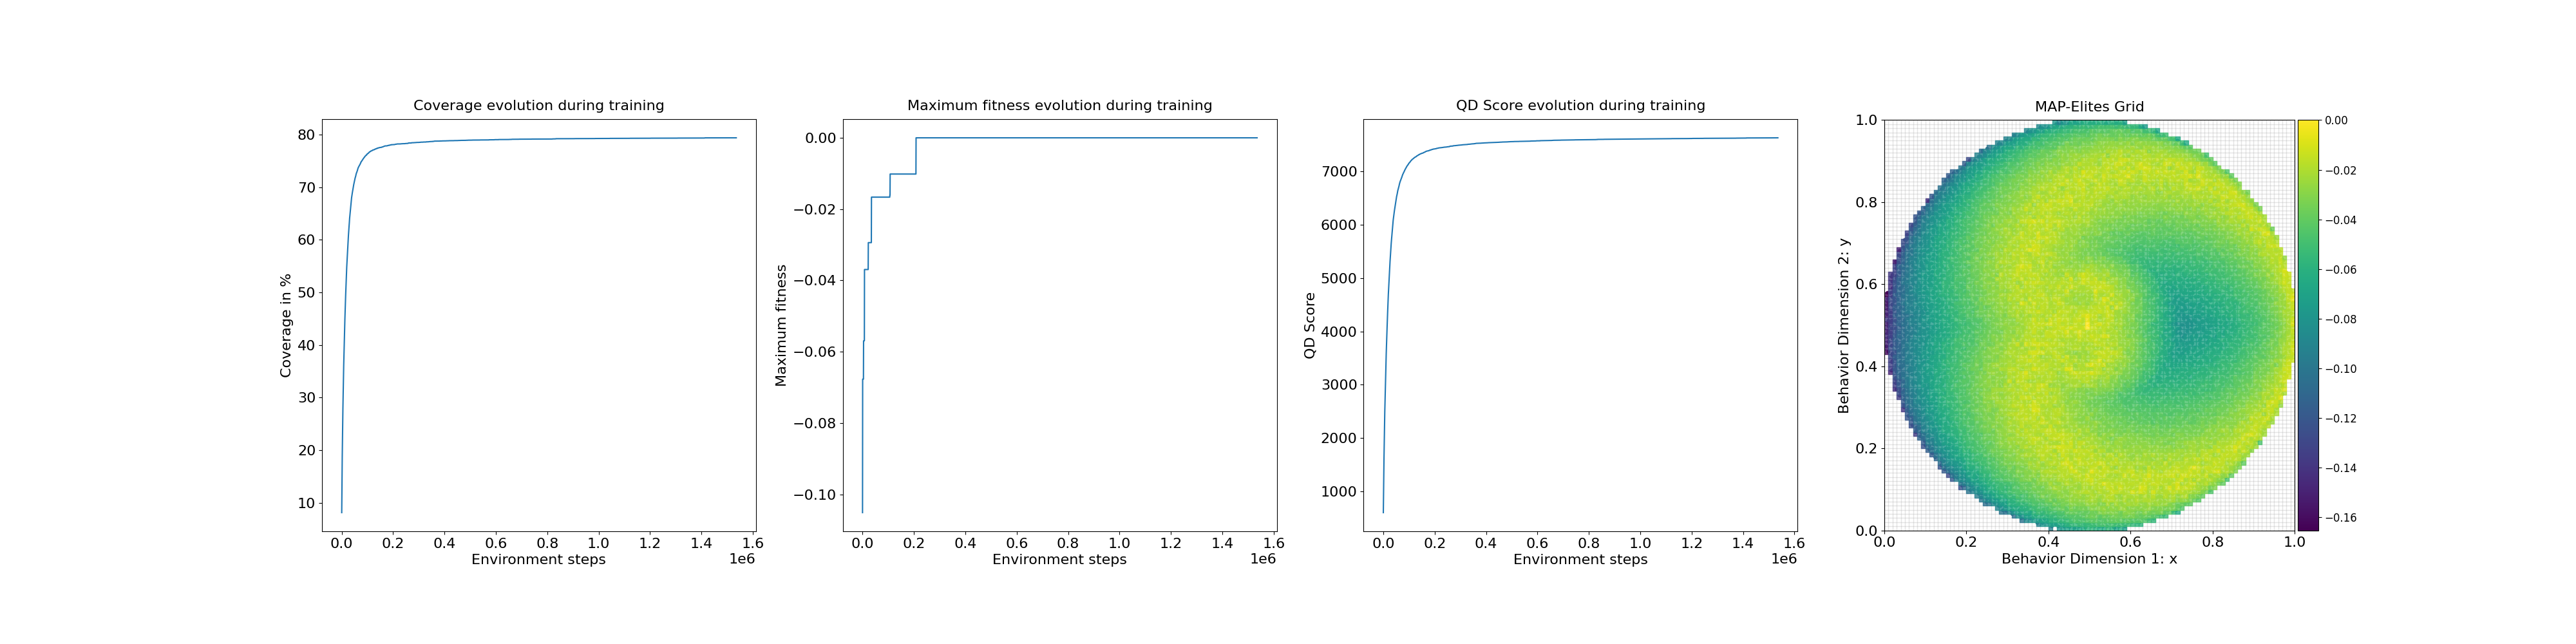 Coverage evolution during training
Coverage in %
80
70
60
50
40
30
20
10
0.0 0.2 0.4 0.6 0.8 1.0 1.2 1.4 1.6
1e6
Environment steps
Maximum fitness evolution during training
Maximum fitness
0.00
−0.02
−0.04
−0.06
−0.08
−0.10
0.0 0.2 0.4 0.6 0.8 1.0 1.2 1.4 1.6
1e6
Environment steps
QD Score evolution during training
QD Score
7000
6000
5000
4000
3000
2000
1000
0.0 0.2 0.4 0.6 0.8 1.0 1.2 1.4 1.6
1e6
Environment steps
MAP-Elites Grid
Behavior Dimension 2: y
1.0
0.8
0.6
0.4
0.2
0.0
0.0 0.2 0.4 0.6 0.8 1.0
Behavior Dimension 1: x
0.00
−0.02
−0.04
−0.06
−0.08
−0.10
−0.12
−0.14
−0.16